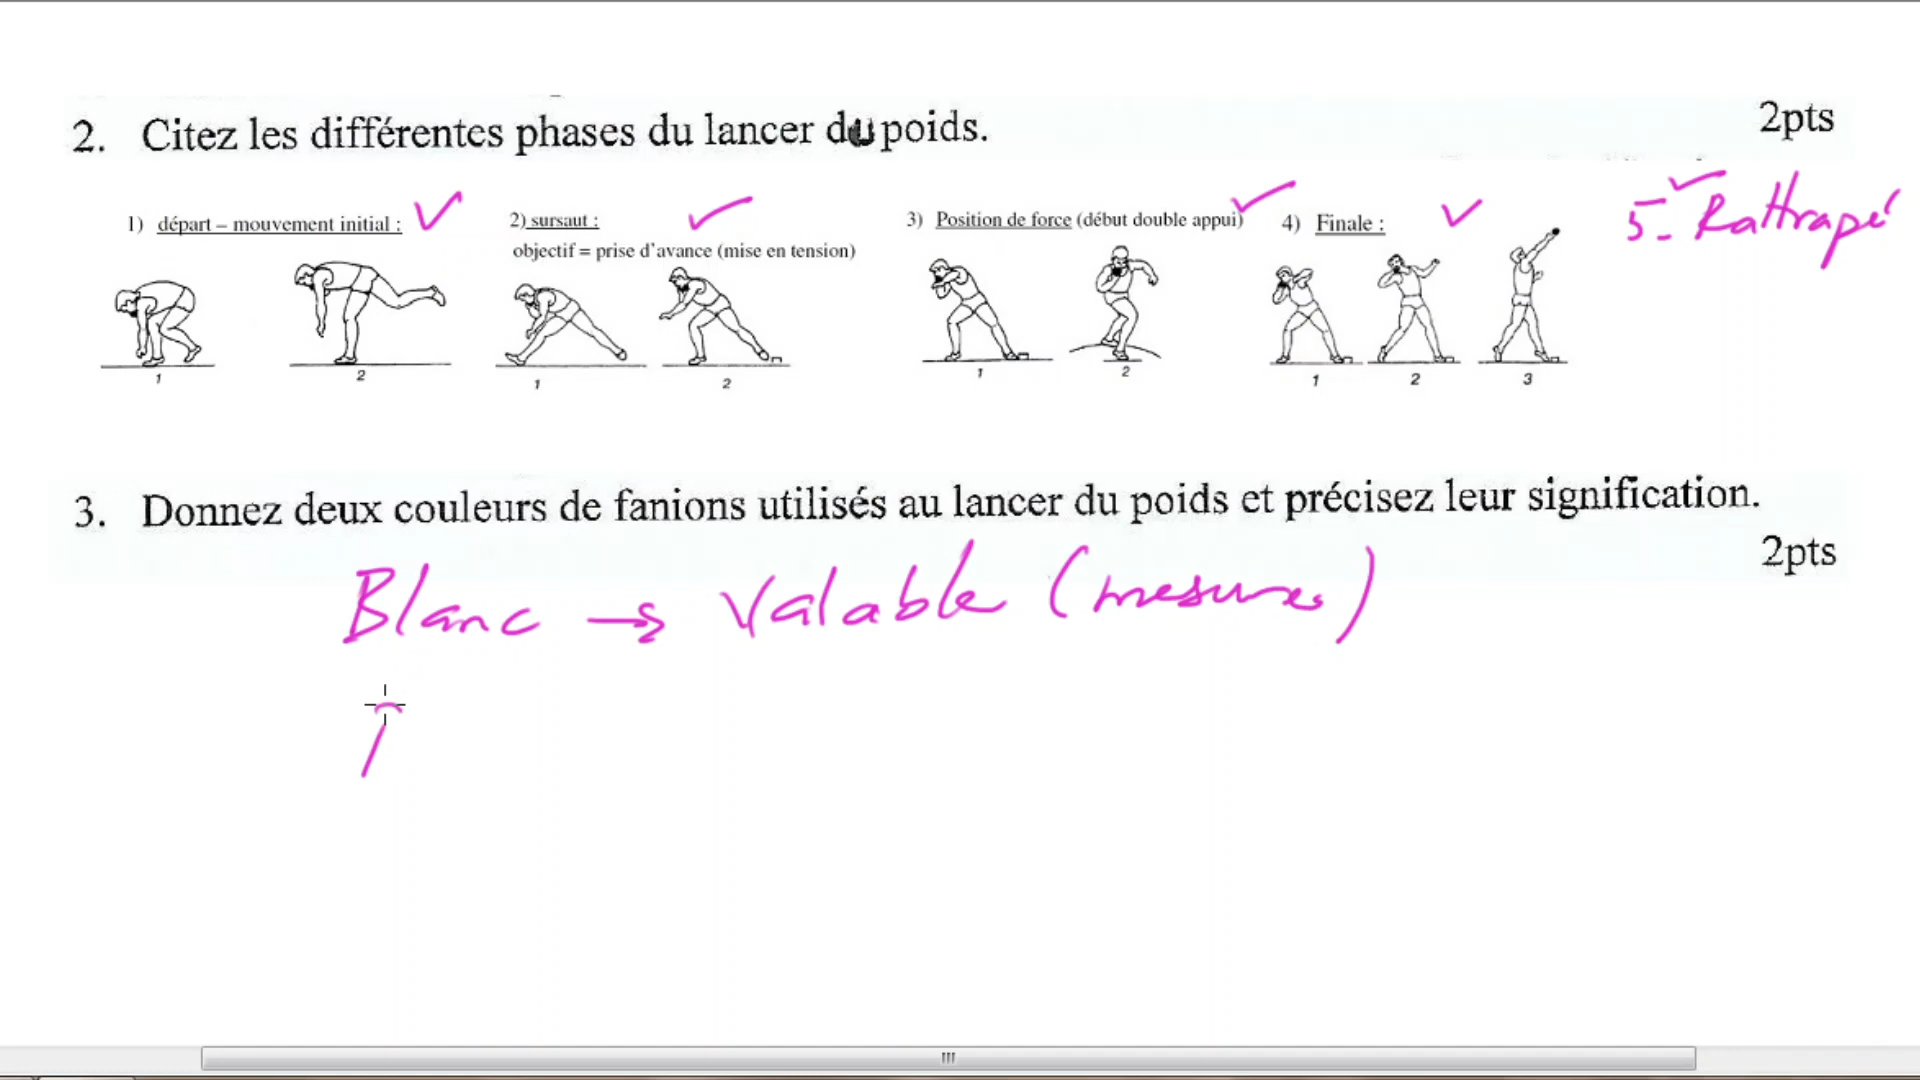 2. Citez les différentes phases du lancer du poids.
2pts
1) départ – mouvement initial :
2) sursaut :
objectif = prise d'avance (mise en tension)
3) Position de force (début double appui)
4) Finale :
5- Rattrapé
1 2 1 2 1 2 1 2 3
3. Donnez deux couleurs de fanions utilisés au lancer du poids et précisez leur signification.
2pts
Blanc → Valable (mesures)